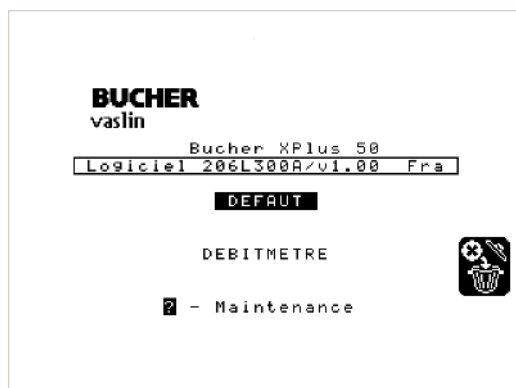 BUCHER
vaslin
Bucher XPlus 50
Logiciel 206L300A/v1.00 Fra
DEFAUT
DEBITMETRE
? - Maintenance